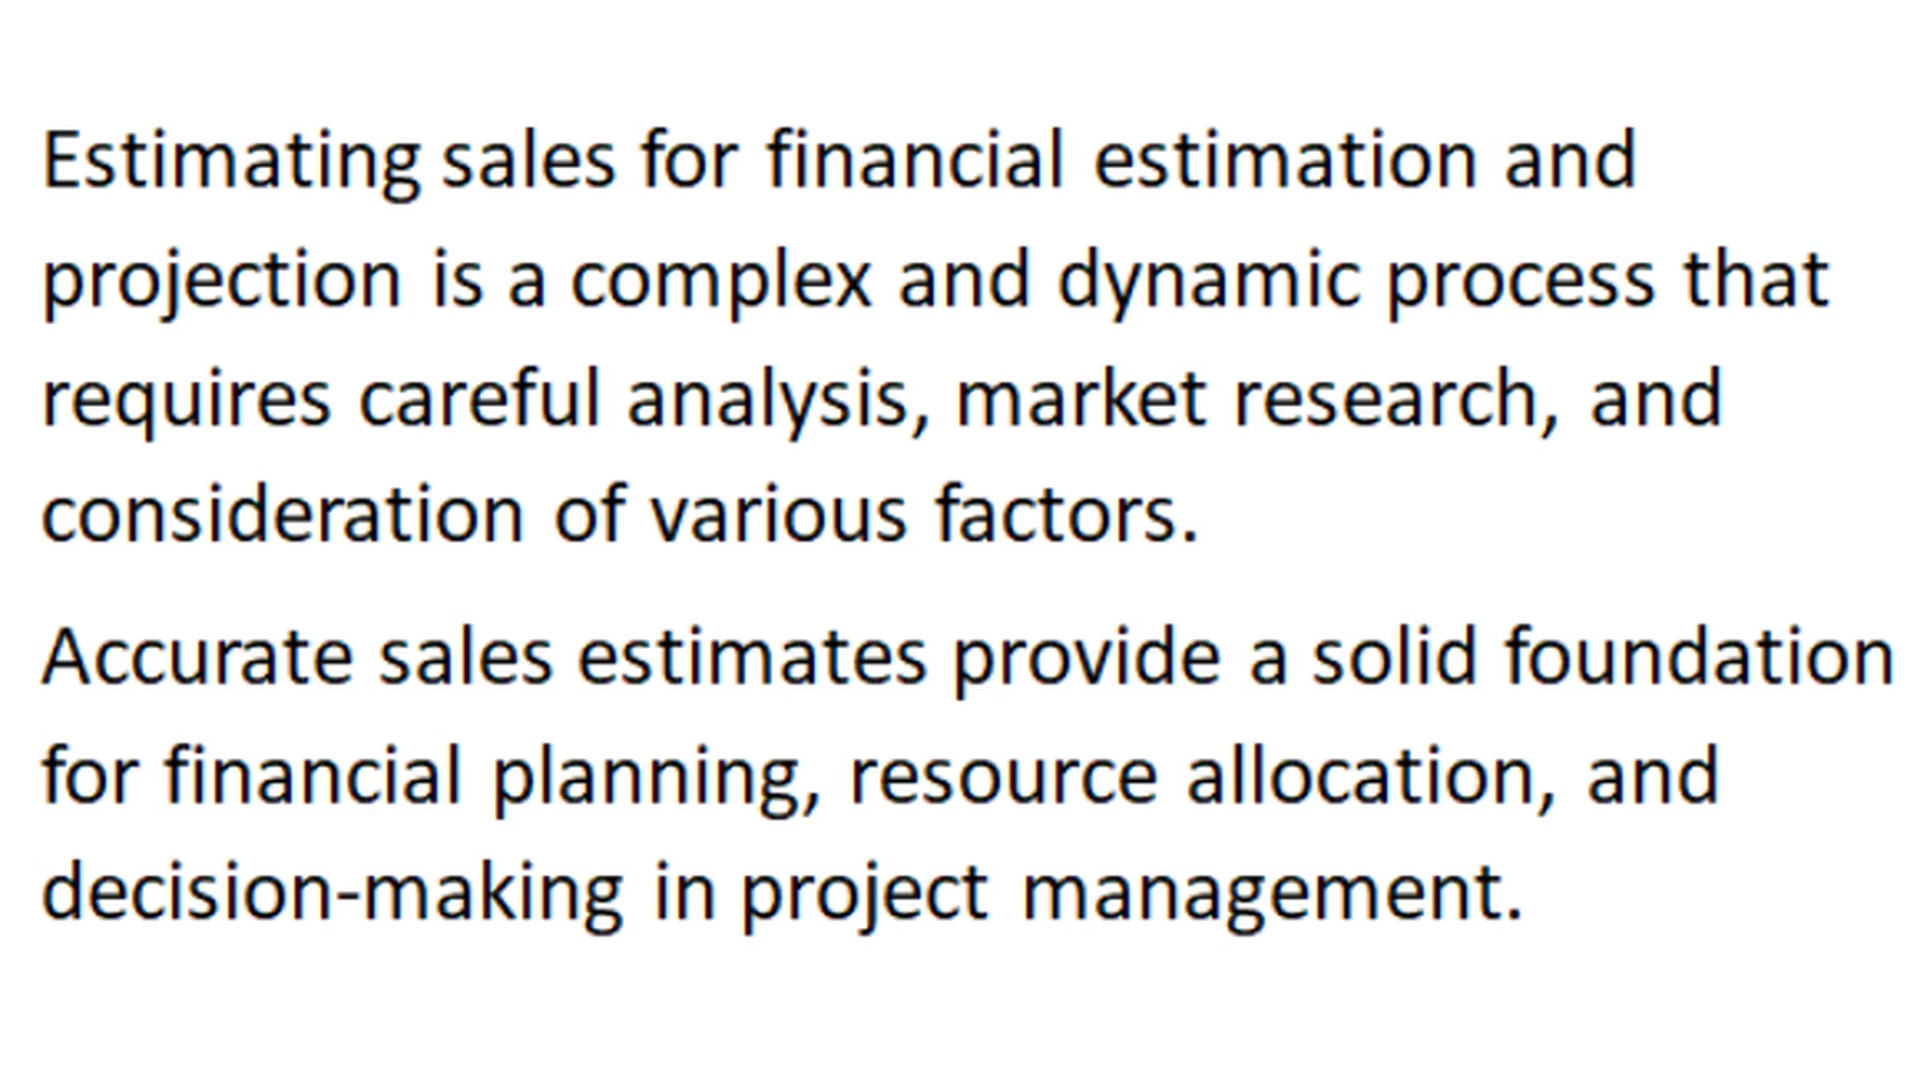 Estimating sales for financial estimation and
projection is a complex and dynamic process that
requires careful analysis, market research, and
consideration of various factors.
Accurate sales estimates provide a solid foundation
for financial planning, resource allocation, and
decision-making in project management.